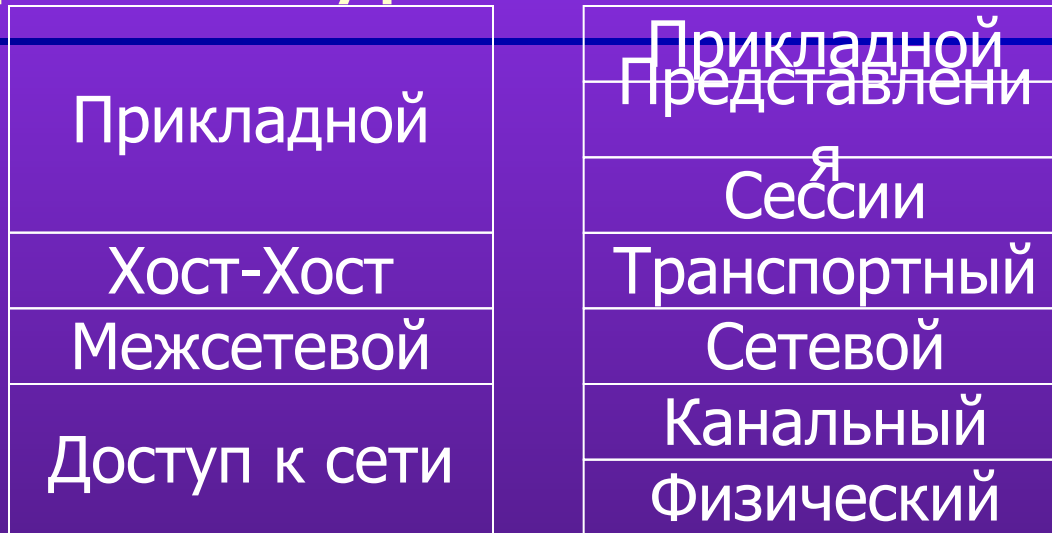 Прикладной
Хост-Хост
Межсетевой
Доступ к сети
Прикладной
Представлени
я
Сессии
Транспортный
Сетевой
Канальный
Физический